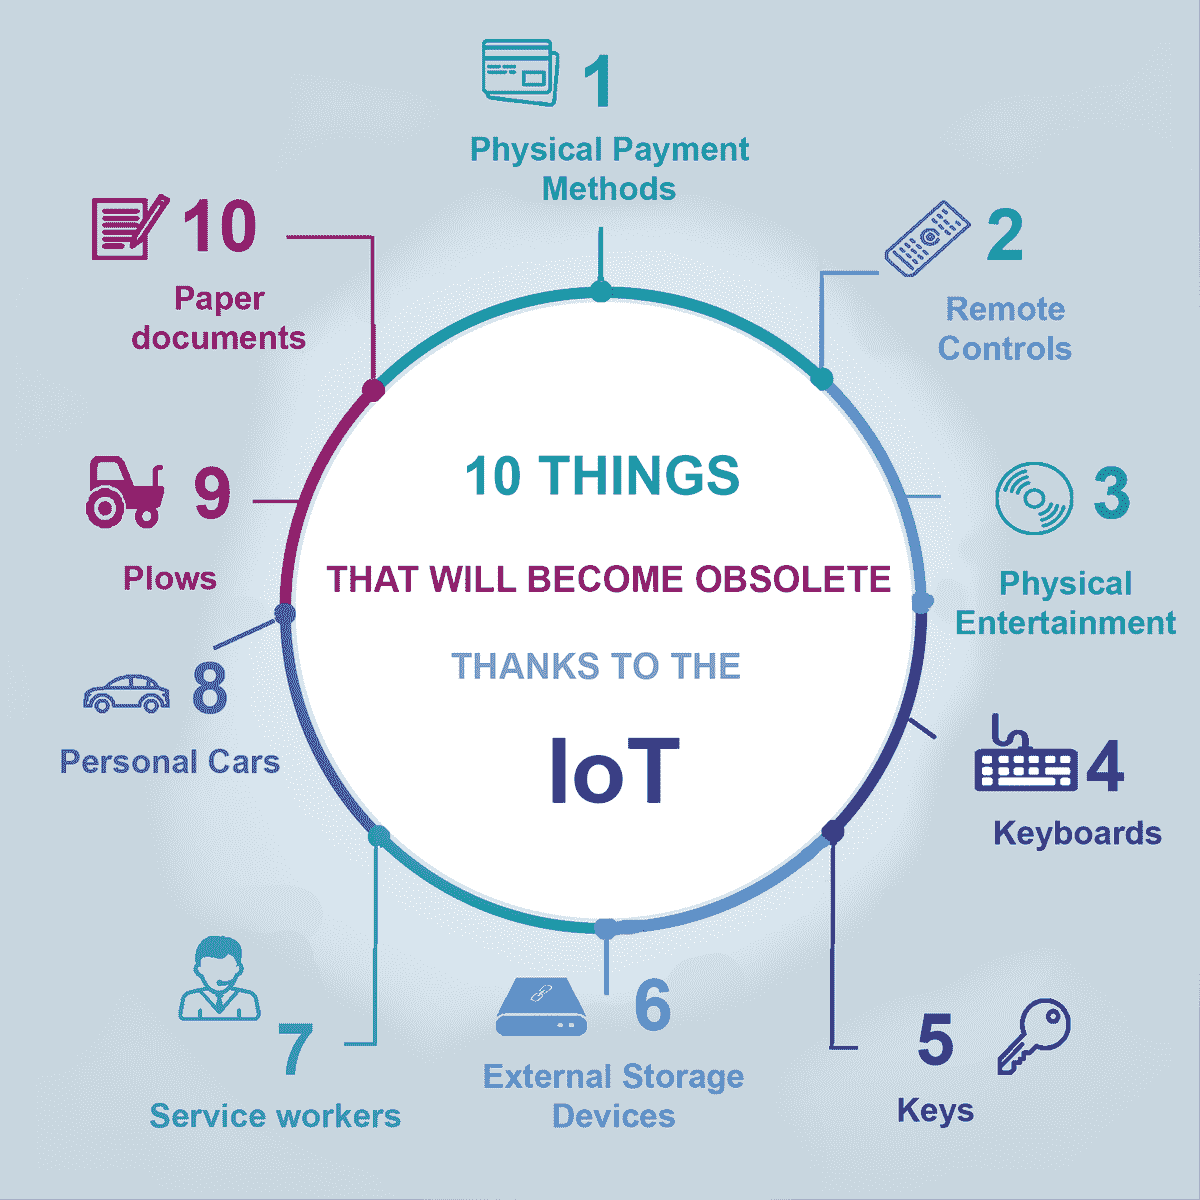 10 THINGS
THAT WILL BECOME OBSOLETE
THANKS TO THE
IoT
1
Physical Payment
Methods
2
Remote
Controls
3
Physical
Entertainment
4
Keyboards
5
Keys
6
External Storage
Devices
7
Service workers
8
Personal Cars
9
Plows
10
Paper
documents